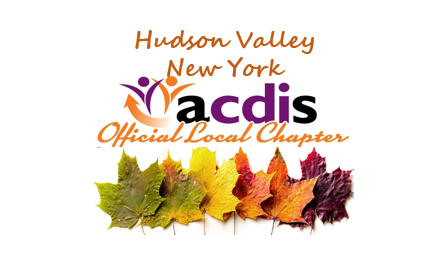 Hudson Valley
New York
acdis
Official Local Chapter